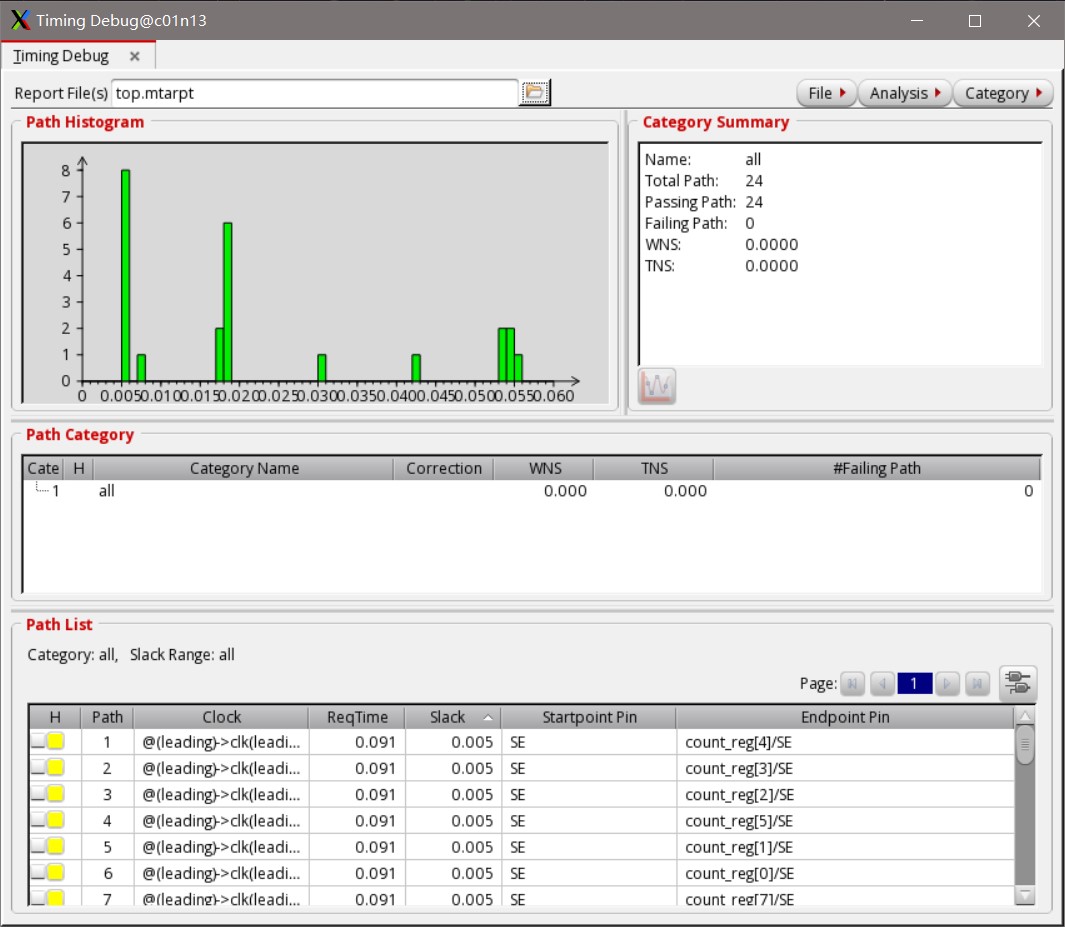 Timing Debug@c01n13
Timing Debug
Report File(s) top.mtarpt File Analysis Category
Path Histogram
8
7
6
5
4
3
2
1
0
0 0.005 0.010 0.015 0.020 0.025 0.030 0.035 0.040 0.045 0.050 0.055 0.060
Category Summary
Name: all
Total Path: 24
Passing Path: 24
Failing Path: 0
WNS: 0.0000
TNS: 0.0000
Path Category
Cate H Category Name Correction WNS TNS #Failing Path
1 all 0.000 0.000 0
Path List
Category: all, Slack Range: all
Page: 1
H Path Clock ReqTime Slack Startpoint Pin Endpoint Pin
1 @(leading)->clk(leadi... 0.091 0.005 SE count_reg[4]/SE
2 @(leading)->clk(leadi... 0.091 0.005 SE count_reg[3]/SE
3 @(leading)->clk(leadi... 0.091 0.005 SE count_reg[2]/SE
4 @(leading)->clk(leadi... 0.091 0.005 SE count_reg[5]/SE
5 @(leading)->clk(leadi... 0.091 0.005 SE count_reg[1]/SE
6 @(leading)->clk(leadi... 0.091 0.005 SE count_reg[0]/SE
7 @(leading)->clk(leadi... 0.091 0.005 SE count_reg[7]/SE